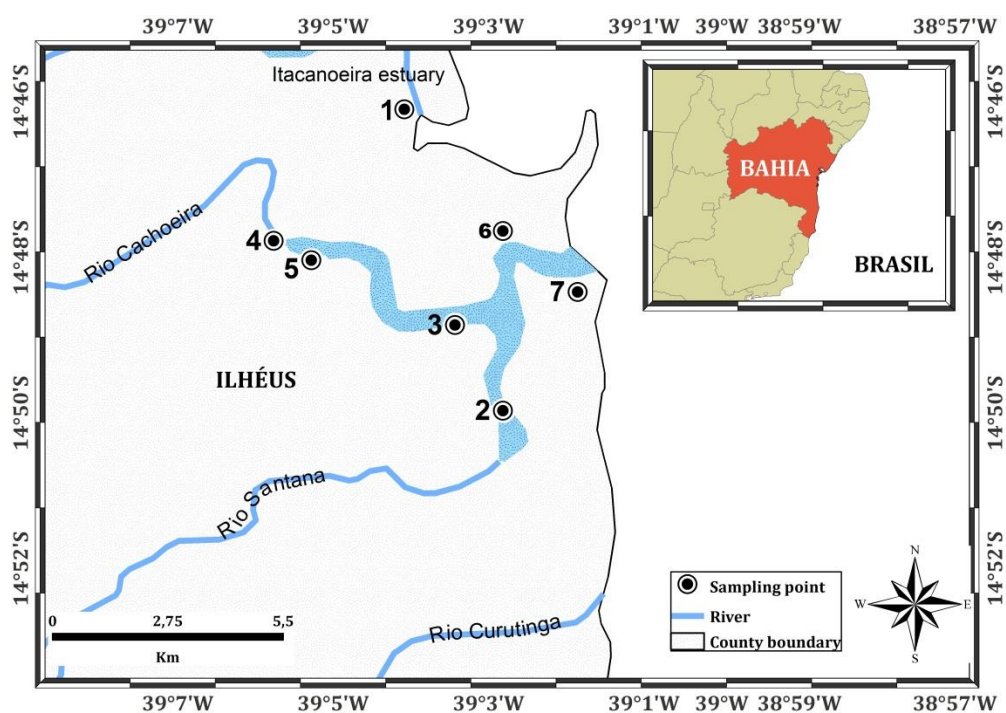 39°7'W 39°5'W 39°3'W 39°1'W 38°59'W 38°57'W
14°46'S
14°48'S
14°50'S
14°52'S
Itacanoeira estuary
1
Rio Cachoeira
4
5
6
7
3
ILHÉUS
2
Rio Santana
Rio Curutinga
BAHIA
BRASIL
0 2,75 5,5
Km
Sampling point
River
County boundary
N
W E
S
14°46'S
14°48'S
14°50'S
14°52'S
39°7'W 39°5'W 39°3'W 39°1'W 38°59'W 38°57'W